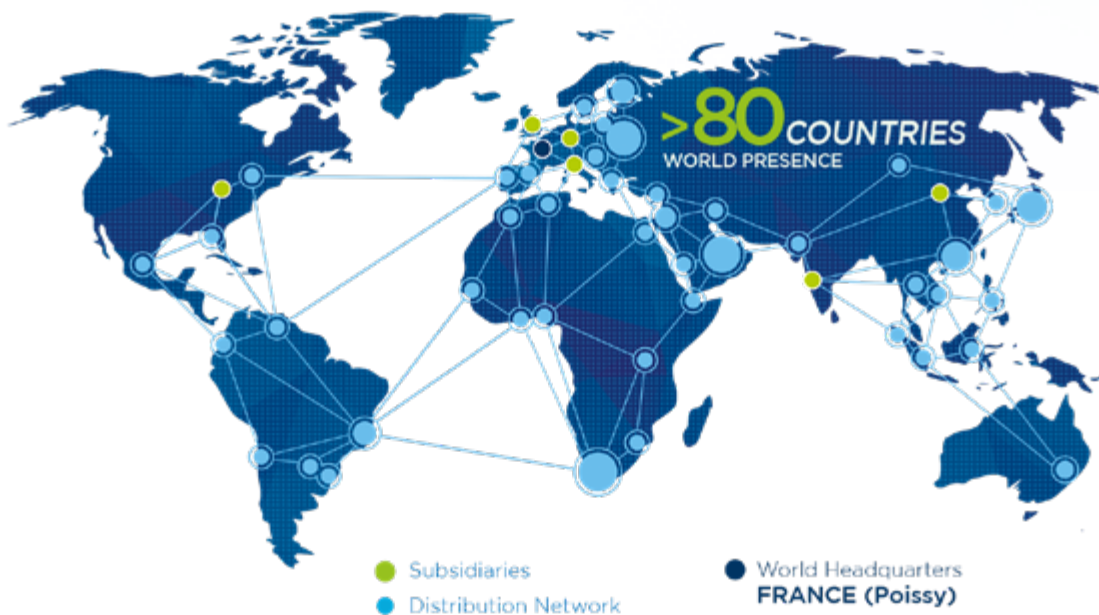 >80 COUNTRIES
WORLD PRESENCE
Subsidiaries
Distribution Network
World Headquarters
FRANCE (Poissy)